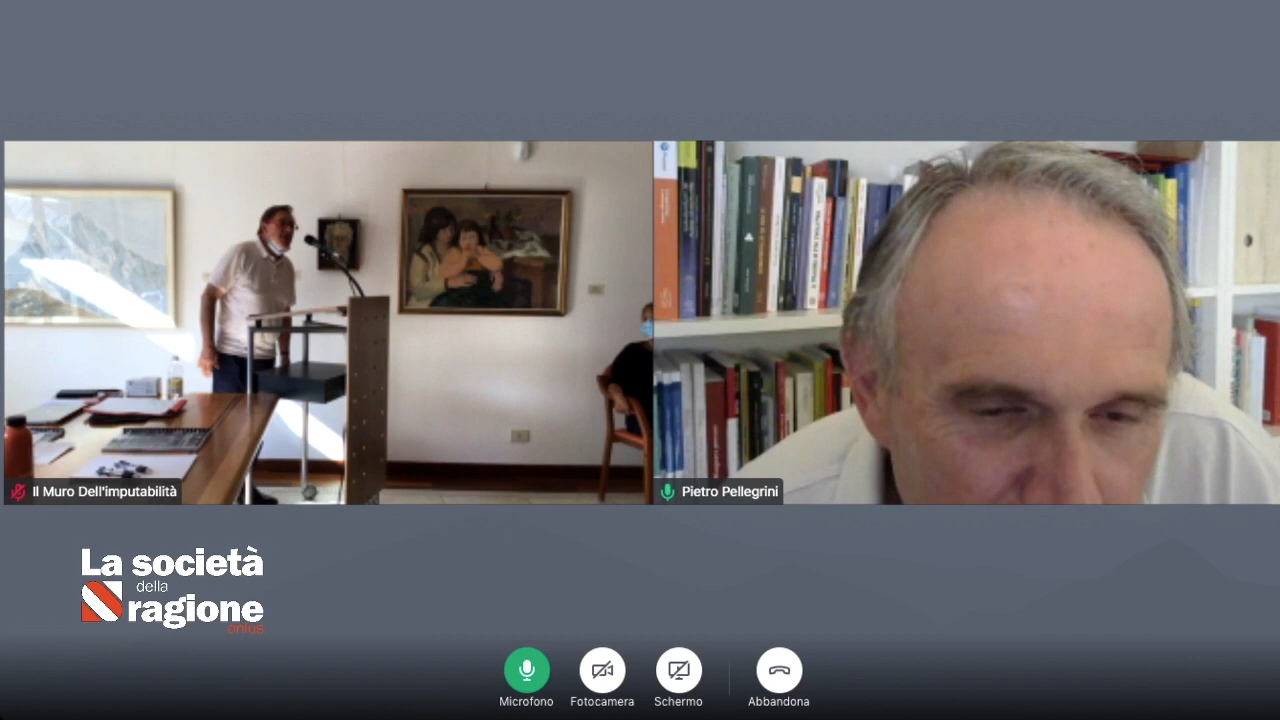 Il Muro Dell'imputabilità
Pietro Pellegrini
La società
della
ragione
onlus
Microfono
Fotocamera
Schermo
Abbandona